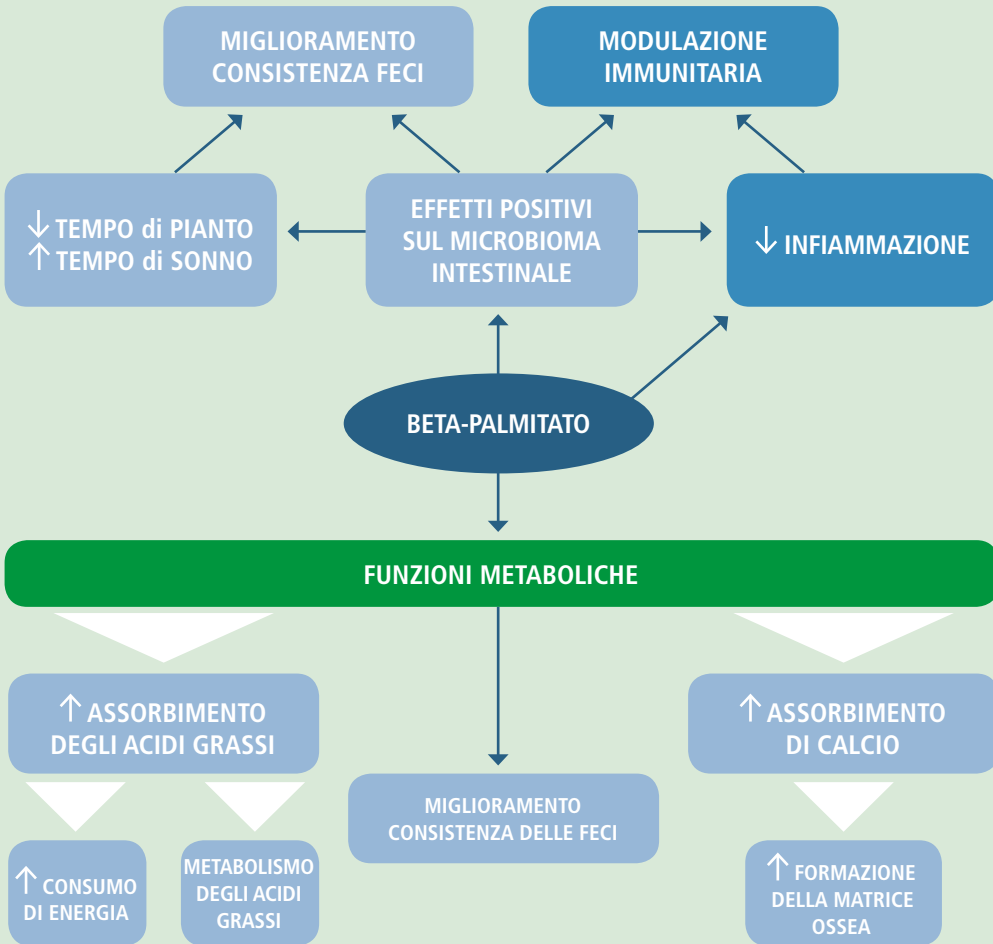 MIGLIORAMENTO
CONSISTENZA FECI
MODULAZIONE
IMMUNITARIA
↓ TEMPO di PIANTO
↑ TEMPO di SONNO
EFFETTI POSITIVI
SUL MICROBIOMA
INTESTINALE
↓ INFIAMMAZIONE
BETA-PALMITATO
FUNZIONI METABOLICHE
↑ ASSORBIMENTO
DEGLI ACIDI GRASSI
↑ ASSORBIMENTO
DI CALCIO
MIGLIORAMENTO
CONSISTENZA DELLE FECI
↑ CONSUMO
DI ENERGIA
METABOLISMO
DEGLI ACIDI
GRASSI
↑ FORMAZIONE
DELLA MATRICE
OSSEA